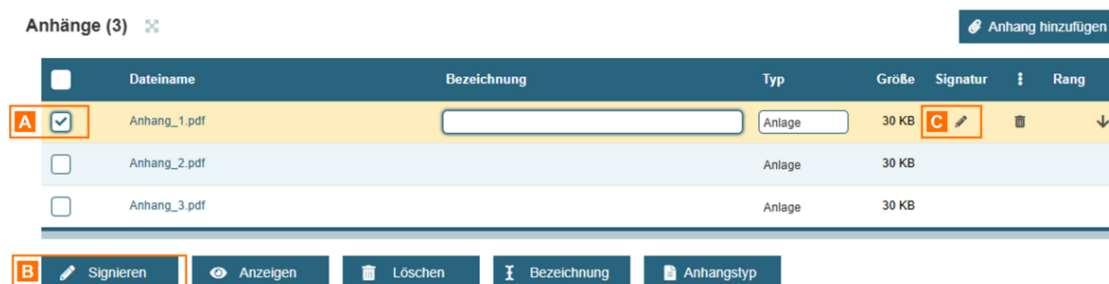 Anhänge (3)
Anhang hinzufügen
Dateiname Bezeichnung Typ Größe Signatur Rang
A Anhang_1.pdf Anlage 30 KB C
Anhang_2.pdf Anlage 30 KB
Anhang_3.pdf Anlage 30 KB
B Signieren Anzeigen Löschen Bezeichnung Anhangstyp